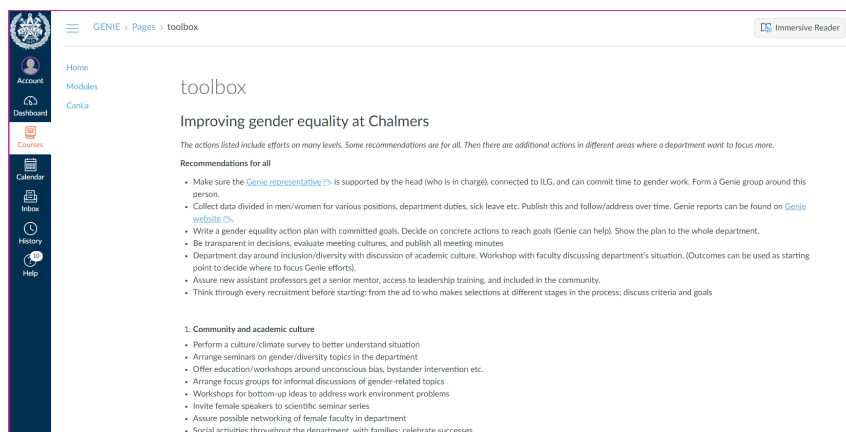 GENIE > Pages > toolbox
Immersive Reader
Account
Dashboard
Courses
Calendar
Inbox
History
10
Help
Home
Modules
CanLa
toolbox
Improving gender equality at Chalmers
The actions listed include efforts on many levels. Some recommendations are for all. Then there are additional actions in different areas where a department want to focus more.
Recommendations for all
• Make sure the Genie representative is supported by the head (who is in charge), connected to ILG, and can commit time to gender work. Form a Genie group around this
person.
• Collect data divided in men/women for various positions, department duties, sick leave etc. Publish this and follow/address over time. Genie reports can be found on Genie
website .
• Write a gender equality action plan with committed goals. Decide on concrete actions to reach goals (Genie can help). Show the plan to the whole department.
• Be transparent in decisions, evaluate meeting cultures, and publish all meeting minutes
• Department day around inclusion/diversity with discussion of academic culture. Workshop with faculty discussing department's situation. (Outcomes can be used as starting
point to decide where to focus Genie efforts).
• Assure new assistant professors get a senior mentor, access to leadership training, and included in the community.
• Think through every recruitment before starting: from the ad to who makes selections at different stages in the process; discuss criteria and goals
1. Community and academic culture
• Perform a culture/climate survey to better understand situation
• Arrange seminars on gender/diversity topics in the department
• Offer education/workshops around unconscious bias, bystander intervention etc.
• Arrange focus groups for informal discussions of gender-related topics
• Workshops for bottom-up ideas to address work environment problems
• Invite female speakers to scientific seminar series
• Assure possible networking of female faculty in department
• Social activities throughout the department, with families; celebrate successes